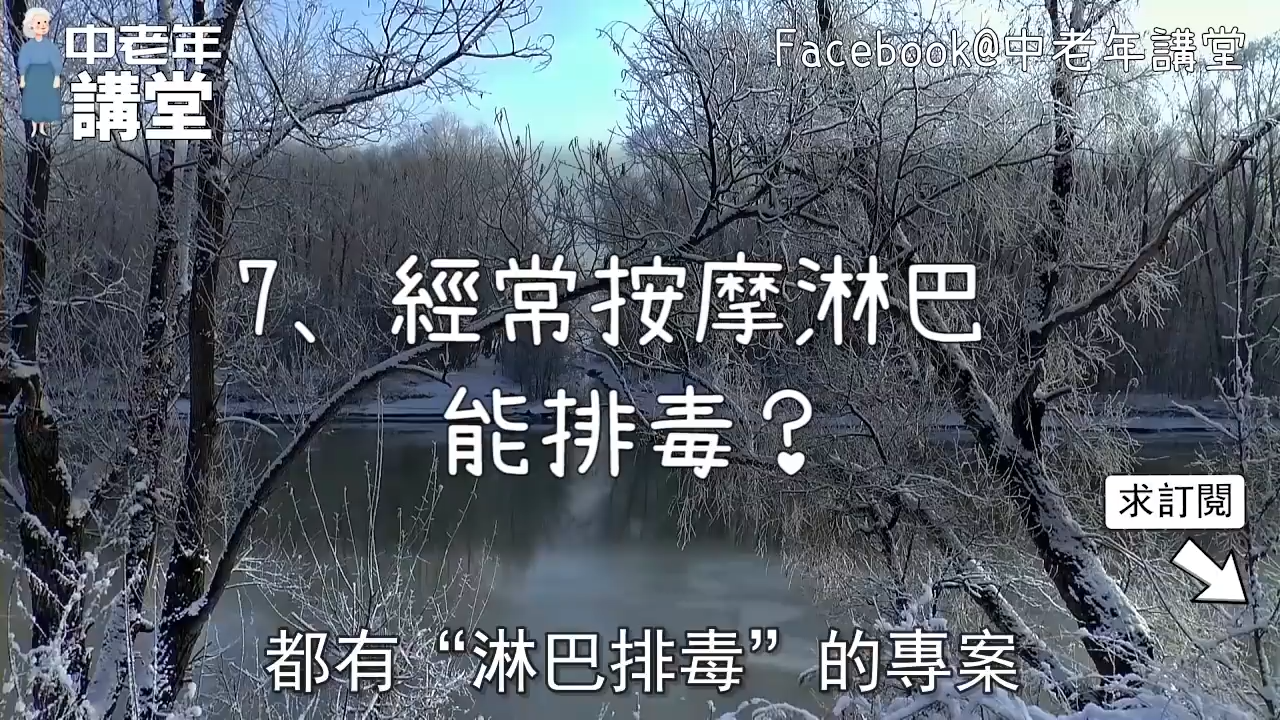 中老年
講堂
Facebook@中老年講堂
7、經常按摩淋巴
能排毒？
求訂閱
都有“淋巴排毒”的專案